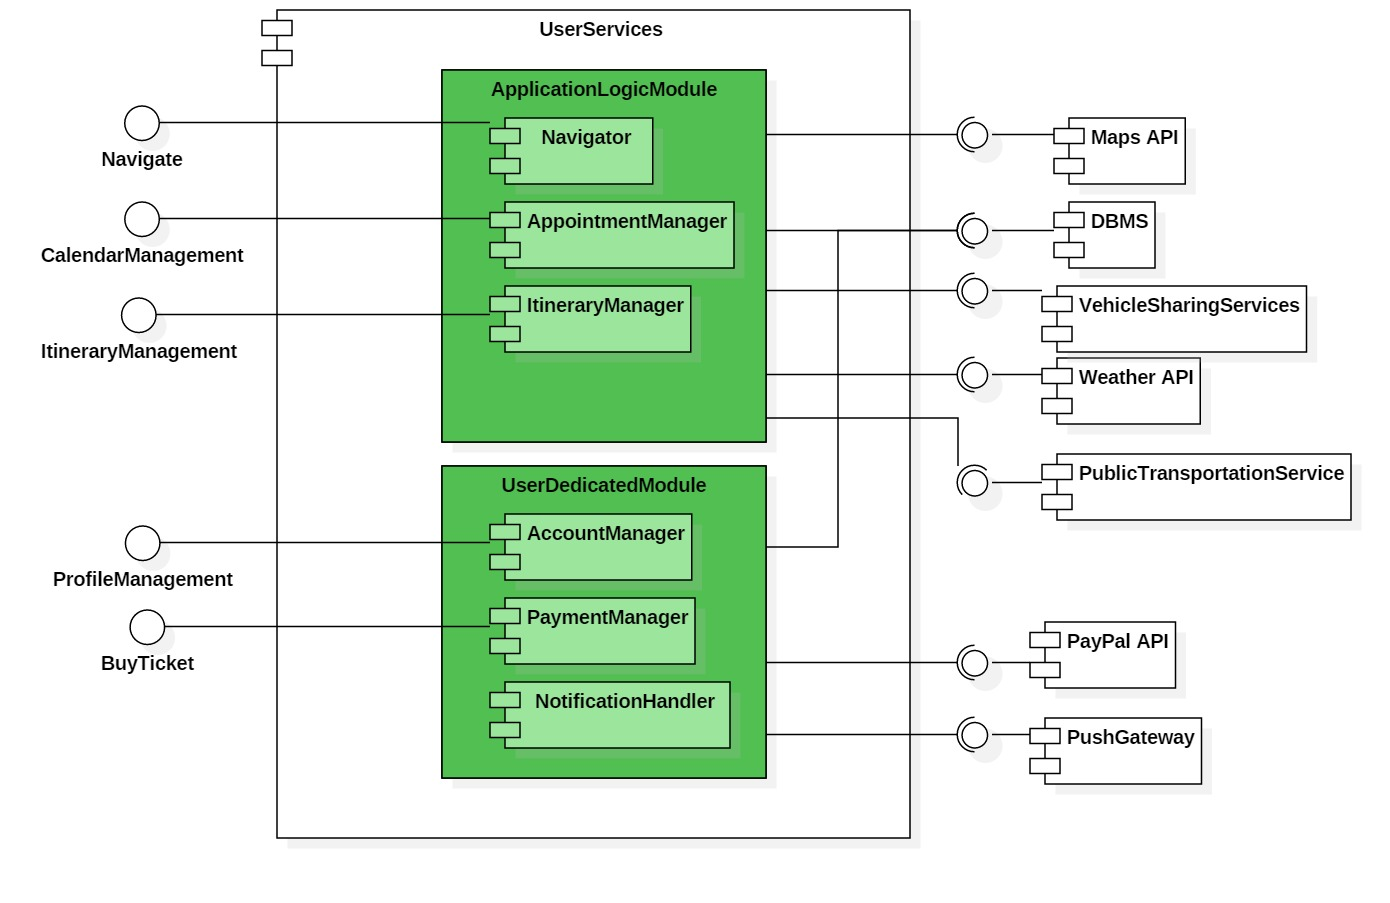 UserServices
ApplicationLogicModule
Navigator
AppointmentManager
ItineraryManager
UserDedicatedModule
AccountManager
PaymentManager
NotificationHandler
Navigate
CalendarManagement
ItineraryManagement
ProfileManagement
BuyTicket
Maps API
DBMS
VehicleSharingServices
Weather API
PublicTransportationService
PayPal API
PushGateway